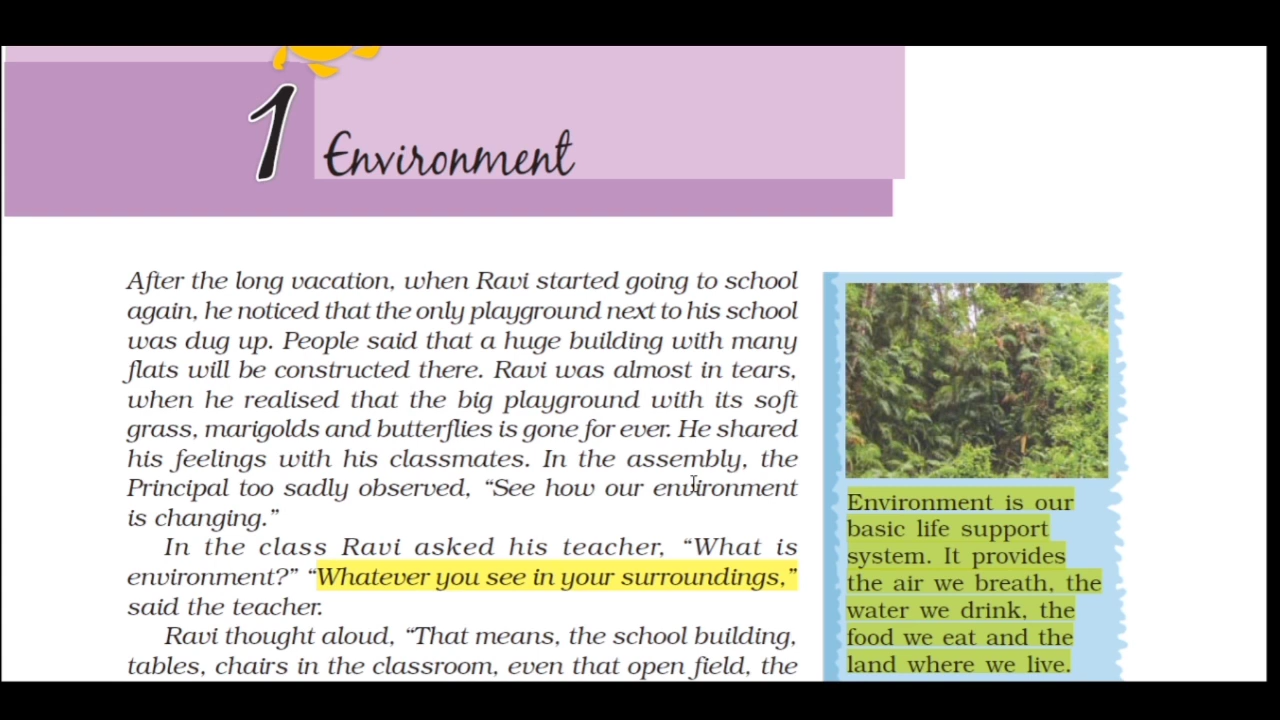 1 Environment
After the long vacation, when Ravi started going to school
again, he noticed that the only playground next to his school
was dug up. People said that a huge building with many
flats will be constructed there. Ravi was almost in tears,
when he realised that the big playground with its soft
grass, marigolds and butterflies is gone for ever. He shared
his feelings with his classmates. In the assembly, the
Principal too sadly observed, “See how our environment
is changing.”
In the class Ravi asked his teacher, “What is
environment?” “Whatever you see in your surroundings,”
said the teacher.
Ravi thought aloud, “That means, the school building,
tables, chairs in the classroom, even that open field, the
Environment is our
basic life support
system. It provides
the air we breath, the
water we drink, the
food we eat and the
land where we live.